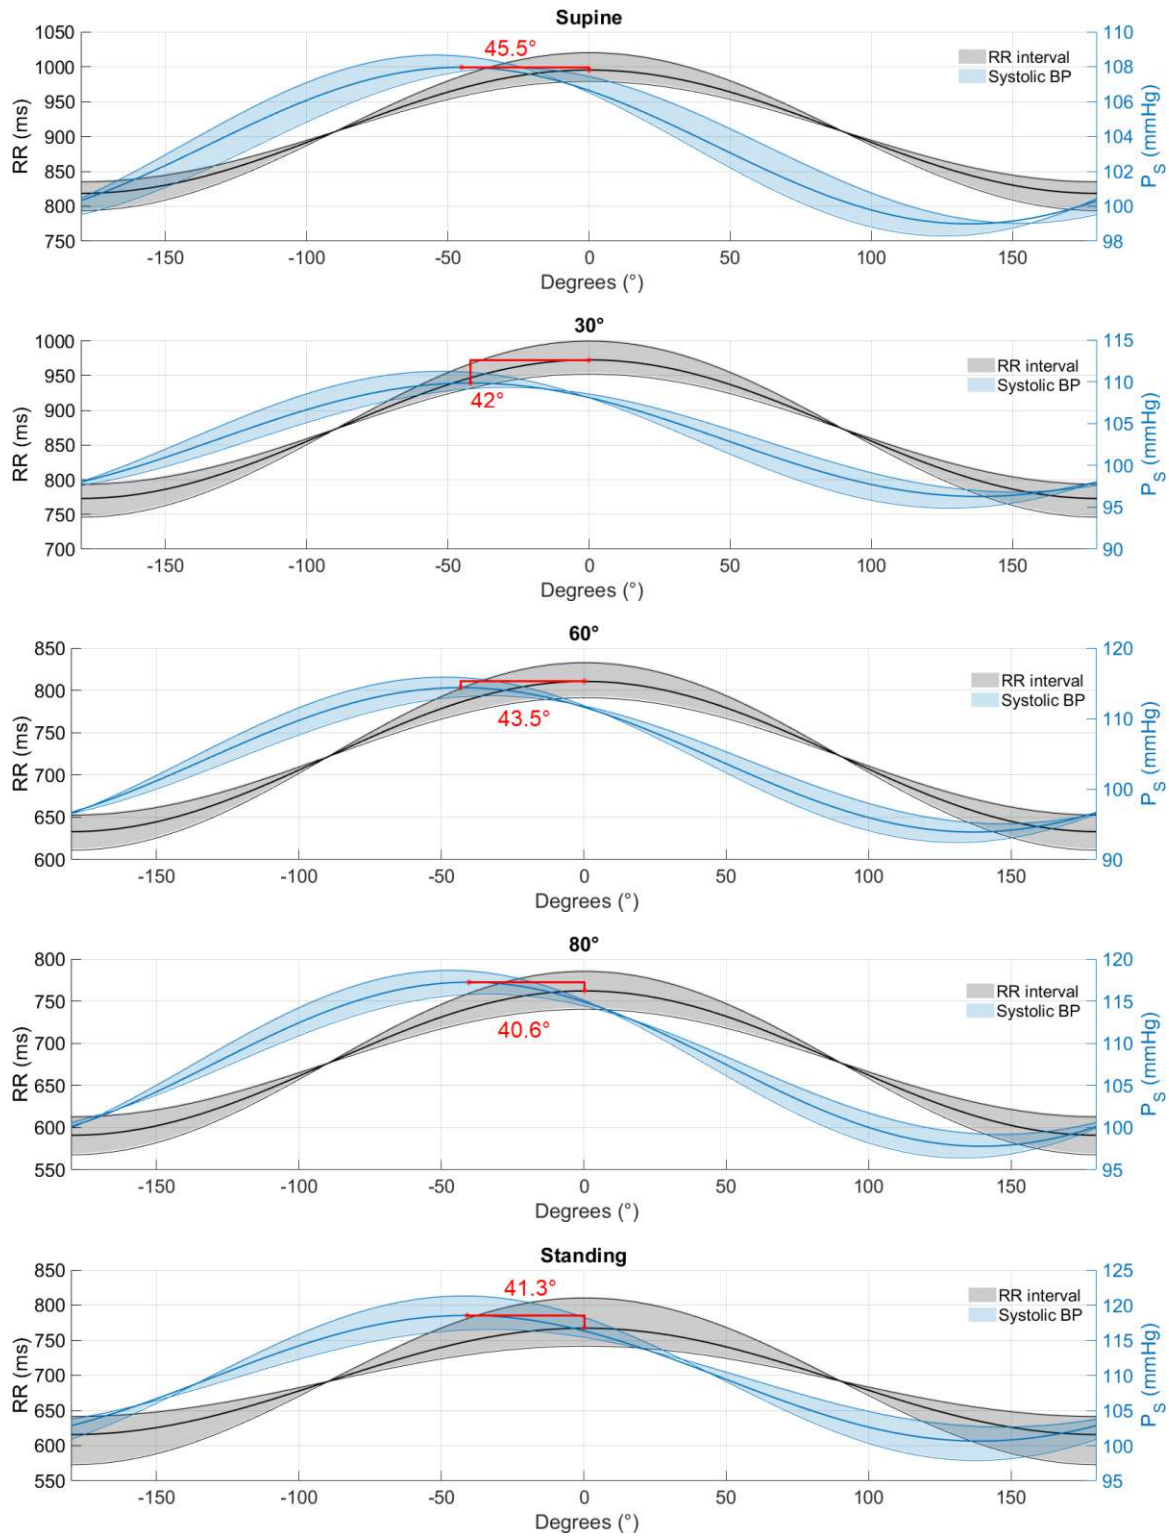 Supine
45.5°
RR interval
Systolic BP
RR (ms)
1050
1000
950
900
850
800
750
110
108
106
104
102
100
98
P_S (mmHg)
-150 -100 -50 0 50 100 150
Degrees (°)
30°
42°
RR interval
Systolic BP
RR (ms)
1000
950
900
850
800
750
700
115
110
105
100
95
90
P_S (mmHg)
-150 -100 -50 0 50 100 150
Degrees (°)
60°
43.5°
RR interval
Systolic BP
RR (ms)
850
800
750
700
650
600
120
110
100
90
P_S (mmHg)
-150 -100 -50 0 50 100 150
Degrees (°)
80°
40.6°
RR interval
Systolic BP
RR (ms)
800
750
700
650
600
550
120
115
110
105
100
95
P_S (mmHg)
-150 -100 -50 0 50 100 150
Degrees (°)
Standing
41.3°
RR interval
Systolic BP
RR (ms)
850
800
750
700
650
600
550
125
120
115
110
105
100
95
P_S (mmHg)
-150 -100 -50 0 50 100 150
Degrees (°)